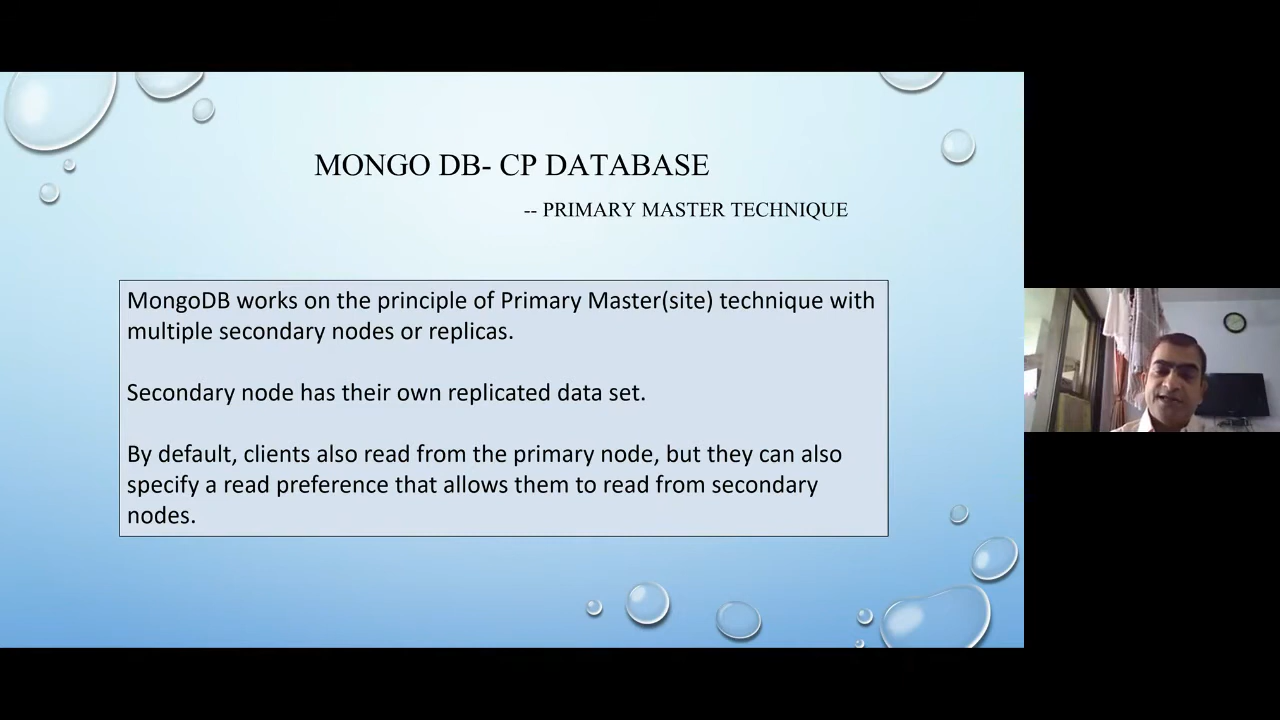 MONGO DB- CP DATABASE
-- PRIMARY MASTER TECHNIQUE
MongoDB works on the principle of Primary Master(site) technique with
multiple secondary nodes or replicas.
Secondary node has their own replicated data set.
By default, clients also read from the primary node, but they can also
specify a read preference that allows them to read from secondary
nodes.